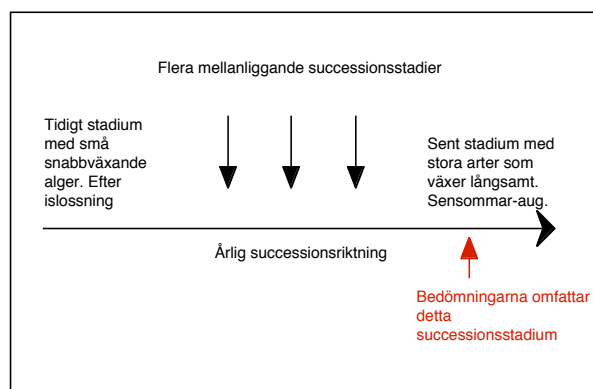 Flera mellanliggande successionsstadier
Tidigt stadium
med små
snabbväxande
alger. Efter
islossning
Sent stadium med
stora arter som
växer långsamt.
Sensommar-aug.
Årlig successionsriktning
Bedömningarna omfattar
detta
successionsstadium